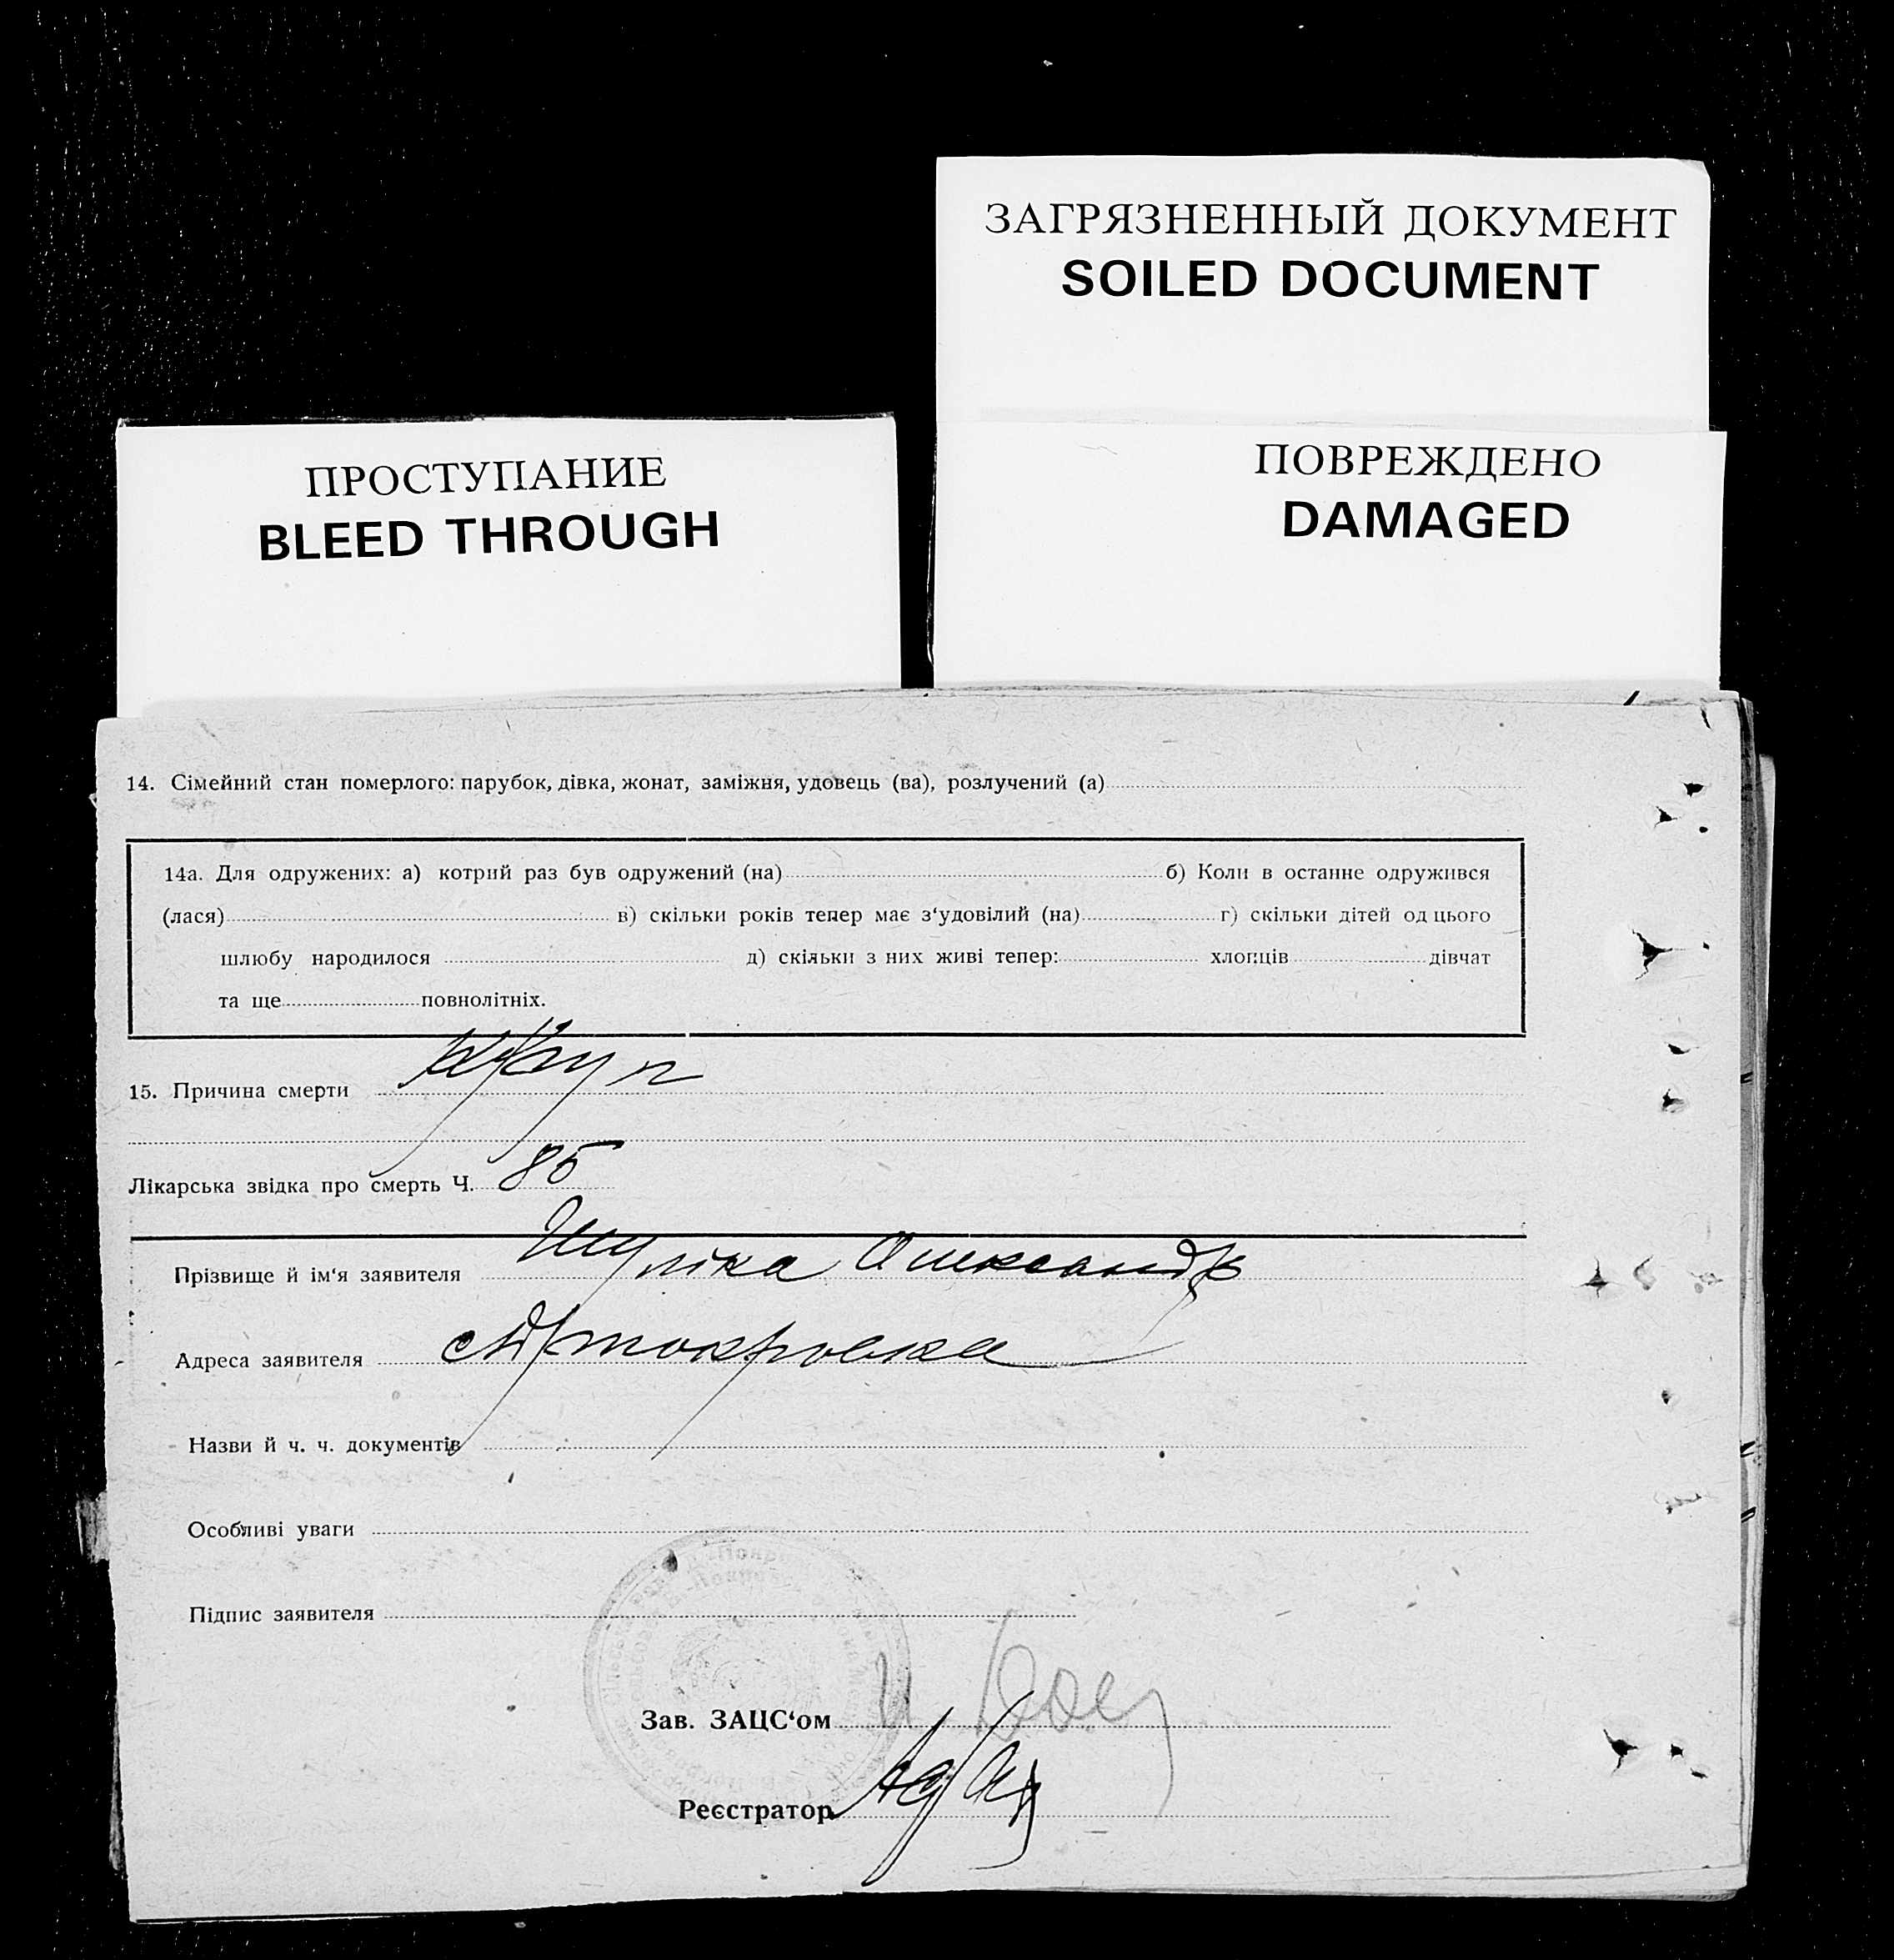 ЗАГРЯЗНЕННЫЙ ДОКУМЕНТ
SOILED DOCUMENT
ПРОСТУПАНИЕ
BLEED THROUGH
ПОВРЕЖДЕНО
DAMAGED
14. Сімейний стан померлого: парубок, дівка, жонат, заміжня, удовець (ва), розлучений (а)
14а. Для одружених: а) котрий раз був одружений (на) б) Коли в останне одружився
(лася) в) скільки років тепер має з'удовілий (на) г) скільки дітей од цього
шлюбу народилося д) скільки з них живі тепер: хлопців дівчат
та ще повнолітніх.
15. Причина смерти
Лікарська звідка про смерть Ч. 85
Прізвище й ім'я заявителя Шуліка Олександр
Адреса заявителя
Назви й ч. ч. документів
Особливі уваги
Підпис заявителя
Зав. ЗАЦС'ом
Реєстратор